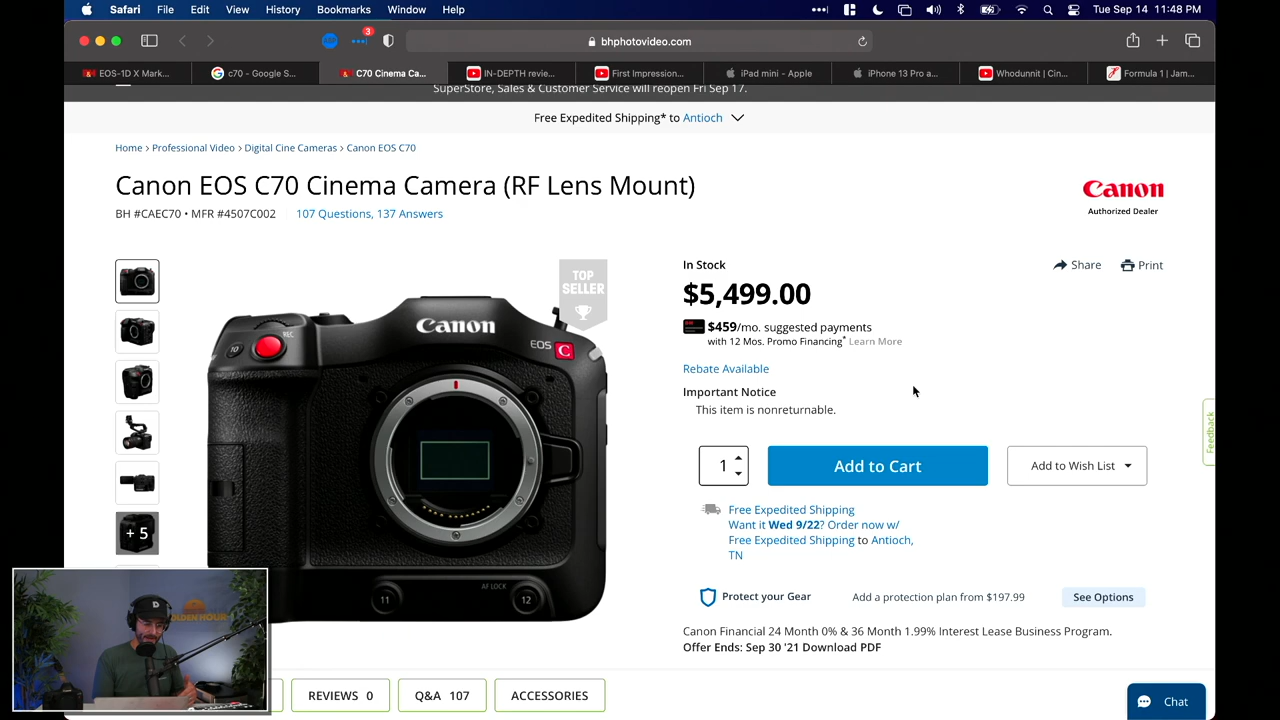 Safari File Edit View History Bookmarks Window Help
Tue Sep 14 11:48 PM
3
bhphotovideo.com
EOS-1D X Mark...
c70 - Google S...
C70 Cinema Ca...
IN-DEPTH revie...
First Impression...
iPad mini - Apple
iPhone 13 Pro a...
Whodunnit | Cin...
Formula 1 | Jam...
SuperStore, Sales & Customer Service will reopen Fri Sep 17.
Free Expedited Shipping* to Antioch
Home > Professional Video > Digital Cine Cameras > Canon EOS C70
Canon EOS C70 Cinema Camera (RF Lens Mount)
BH #CAEC70 • MFR #4507C002
107 Questions, 137 Answers
Canon
Authorized Dealer
TOP
SELLER
Canon
EOS C
REC
10
AF LOCK
11
12
+ 5
In Stock
Share
Print
$5,499.00
$459/mo. suggested payments
with 12 Mos. Promo Financing* Learn More
Rebate Available
Important Notice
This item is nonreturnable.
1
Add to Cart
Add to Wish List
Feedback
Free Expedited Shipping
Want it Wed 9/22? Order now w/
Free Expedited Shipping to Antioch,
TN
Protect your Gear
Add a protection plan from $197.99
See Options
Canon Financial 24 Month 0% & 36 Month 1.99% Interest Lease Business Program.
Offer Ends: Sep 30 '21 Download PDF
REVIEWS 0
Q&A 107
ACCESSORIES
Chat